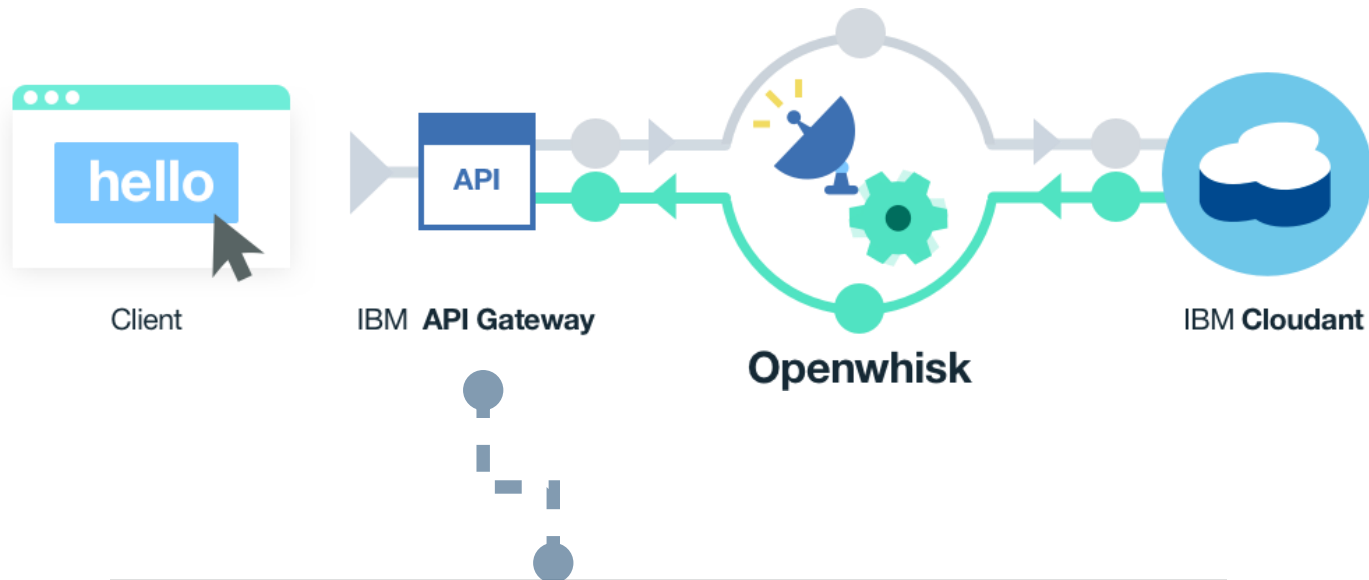 hello
API
Client
IBM API Gateway
Openwhisk
IBM Cloudant